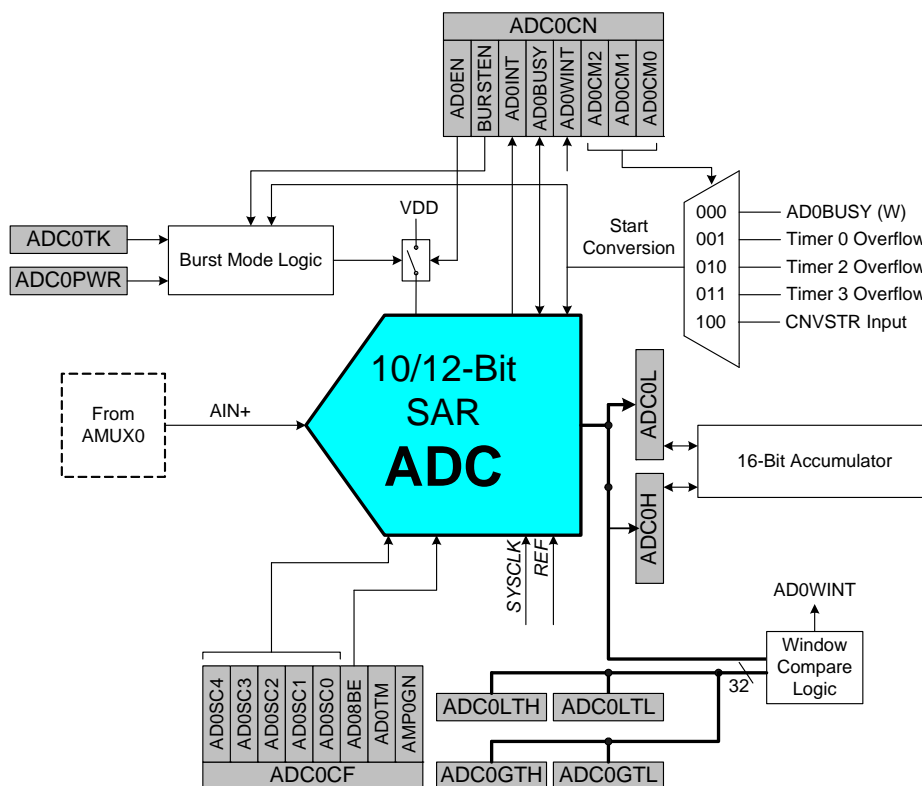 ADC0CN
AD0EN
BURSTEN
AD0INT
AD0BUSY
AD0WINT
AD0CM2
AD0CM1
AD0CM0
VDD
Start
Conversion
000
AD0BUSY (W)
001
Timer 0 Overflow
010
Timer 2 Overflow
011
Timer 3 Overflow
100
CNVSTR Input
ADC0TK
ADC0PWR
Burst Mode Logic
From
AMUX0
AIN+
10/12-Bit
SAR
ADC
ADC0L
ADC0H
16-Bit Accumulator
SYSCLK
REF
AD0WINT
Window
Compare
Logic
32
AD0SC4
AD0SC3
AD0SC2
AD0SC1
AD0SC0
AD08BE
AD0TM
AMP0GN
ADC0CF
ADC0LTH
ADC0LTL
ADC0GTH
ADC0GTL